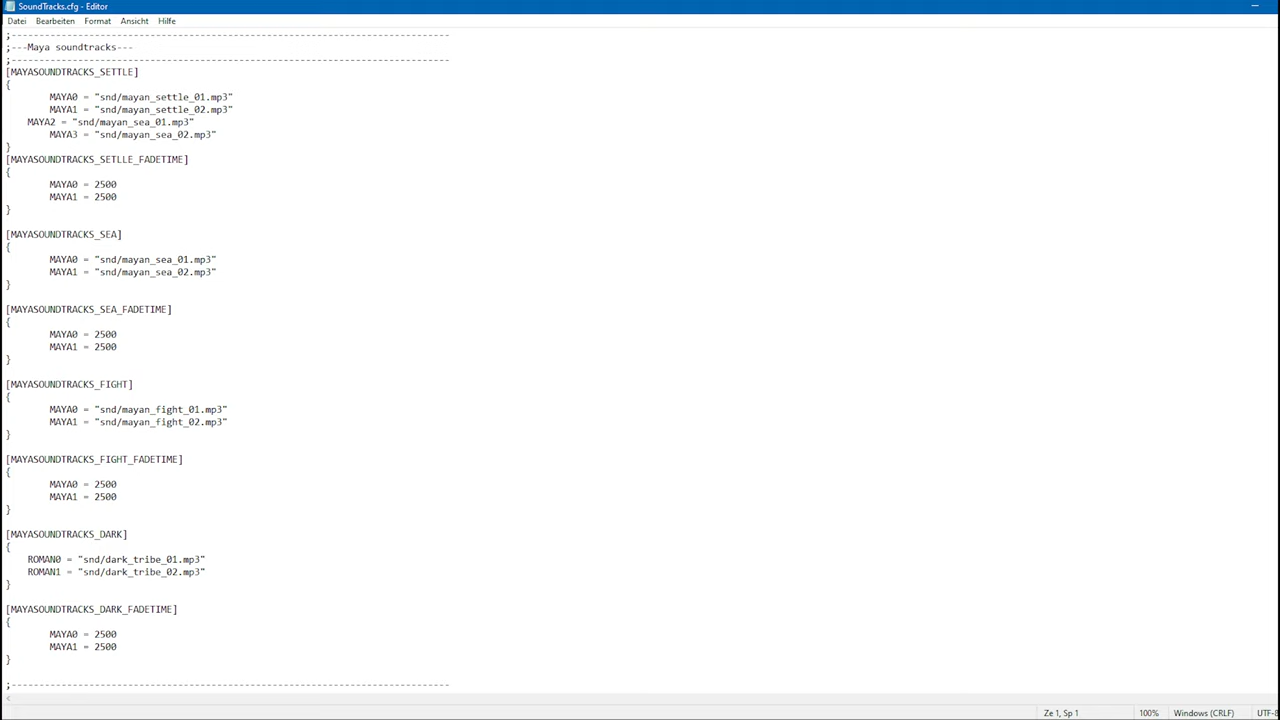 SoundTracks.cfg - Editor
Datei Bearbeiten Format Ansicht Hilfe
;--------------------------------------------------------------------------------
;---Maya soundtracks---
;--------------------------------------------------------------------------------
[MAYASOUNDTRACKS_SETTLE]
{
MAYA0 = "snd/mayan_settle_01.mp3"
MAYA1 = "snd/mayan_settle_02.mp3"
MAYA2 = "snd/mayan_sea_01.mp3"
MAYA3 = "snd/mayan_sea_02.mp3"
}
[MAYASOUNDTRACKS_SETLLE_FADETIME]
{
MAYA0 = 2500
MAYA1 = 2500
}
[MAYASOUNDTRACKS_SEA]
{
MAYA0 = "snd/mayan_sea_01.mp3"
MAYA1 = "snd/mayan_sea_02.mp3"
}
[MAYASOUNDTRACKS_SEA_FADETIME]
{
MAYA0 = 2500
MAYA1 = 2500
}
[MAYASOUNDTRACKS_FIGHT]
{
MAYA0 = "snd/mayan_fight_01.mp3"
MAYA1 = "snd/mayan_fight_02.mp3"
}
[MAYASOUNDTRACKS_FIGHT_FADETIME]
{
MAYA0 = 2500
MAYA1 = 2500
}
[MAYASOUNDTRACKS_DARK]
{
ROMAN0 = "snd/dark_tribe_01.mp3"
ROMAN1 = "snd/dark_tribe_02.mp3"
}
[MAYASOUNDTRACKS_DARK_FADETIME]
{
MAYA0 = 2500
MAYA1 = 2500
}
;--------------------------------------------------------------------------------
Ze 1, Sp 1 100% Windows (CRLF) UTF-8